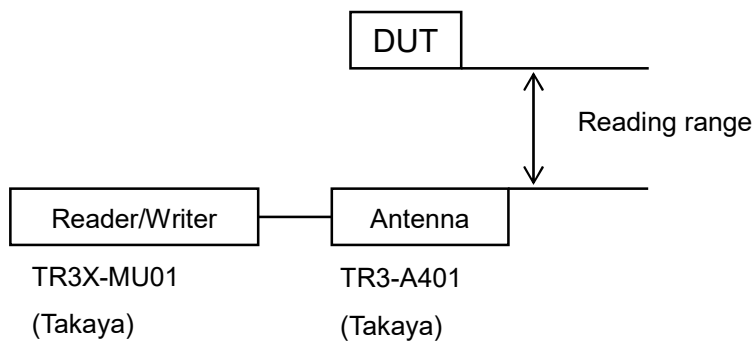 DUT
Reading range
Reader/Writer
Antenna
TR3X-MU01
(Takaya)
TR3-A401
(Takaya)